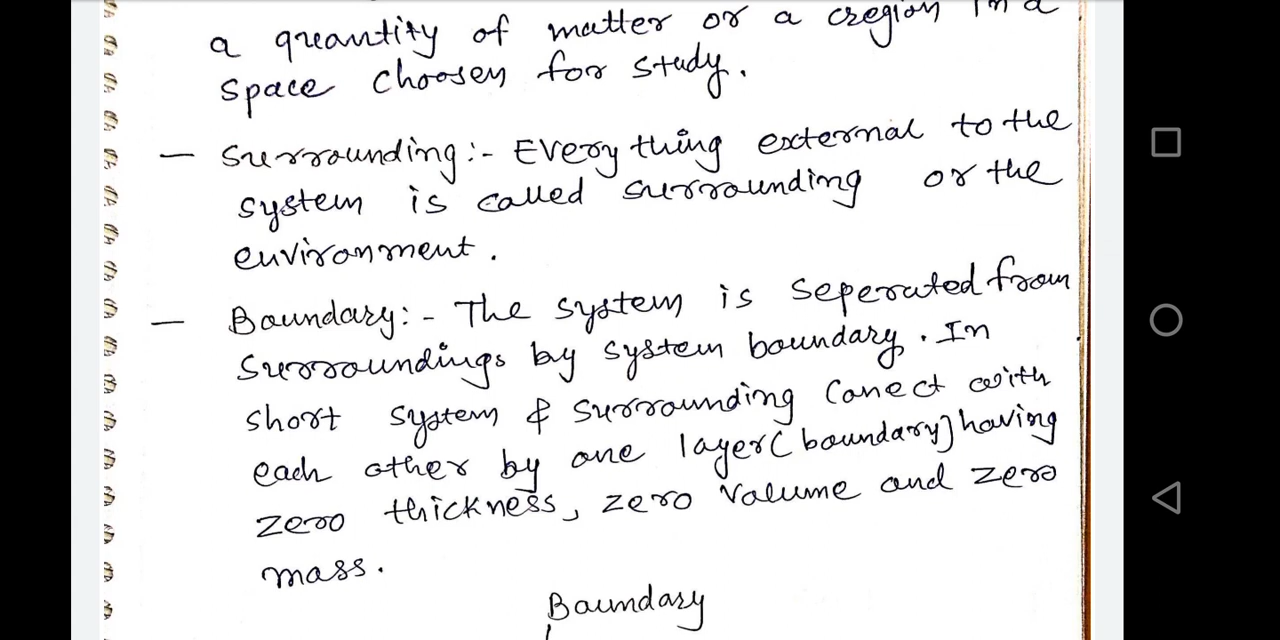 a quantity of matter or a region in a
space choosen for study.
— Surrounding:- Every thing external to the
system is called surrounding or the
environment.
— Boundary:- The system is seperated from
surroundings by system boundary. In
short system & surrounding conect with
each other by one layer(boundary) having
zero thickness, zero volume and zero
mass.
Boundary